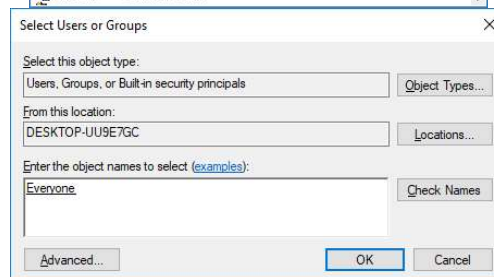 Select Users or Groups
Select this object type:
Users, Groups, or Built-in security principals
Object Types...
From this location:
DESKTOP-UU9E7GC
Locations...
Enter the object names to select (examples):
Everyone
Check Names
Advanced...
OK
Cancel